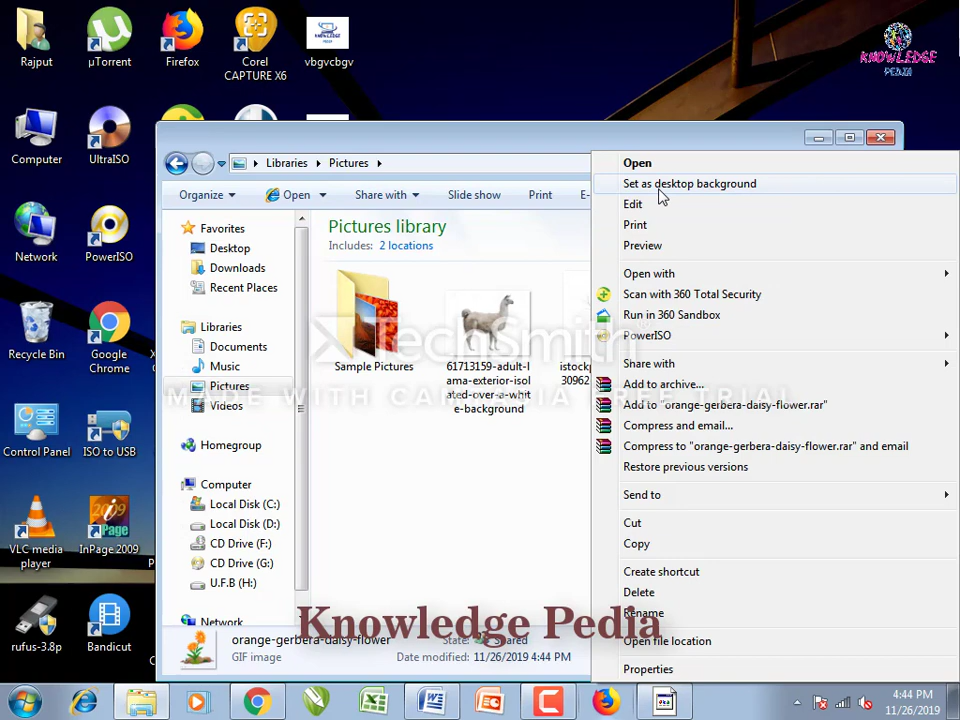 Rajput
µTorrent
Firefox
Corel
CAPTURE X6
vbgvcbgv
KNOWLEDGE
PEDIA
Computer
UltraISO
Network
PowerISO
Recycle Bin
Google
Chrome
Control Panel
ISO to USB
VLC media
player
InPage 2009
rufus-3.8p
Bandicut
Libraries
Pictures
Organize
Open
Share with
Slide show
Print
E-
Favorites
Desktop
Downloads
Recent Places
Libraries
Documents
Music
Pictures
Videos
Homegroup
Computer
Local Disk (C:)
Local Disk (D:)
CD Drive (F:)
CD Drive (G:)
U.F.B (H:)
Network
Pictures library
Includes: 2 locations
Sample Pictures
61713159-adult-l
ama-exterior-isol
ated-over-a-whit
e-background
istockp
30962
TechSmith
MADE WITH CAMTASIA FREE TRIAL
Open
Set as desktop background
Edit
Print
Preview
Open with
Scan with 360 Total Security
Run in 360 Sandbox
PowerISO
Share with
Add to archive...
Add to "orange-gerbera-daisy-flower.rar"
Compress and email...
Compress to "orange-gerbera-daisy-flower.rar" and email
Restore previous versions
Send to
Cut
Copy
Create shortcut
Delete
Rename
Open file location
Properties
Knowledge Pedia
orange-gerbera-daisy-flower
State: Shared
GIF image
Date modified: 11/26/2019 4:44 PM
4:44 PM
11/26/2019